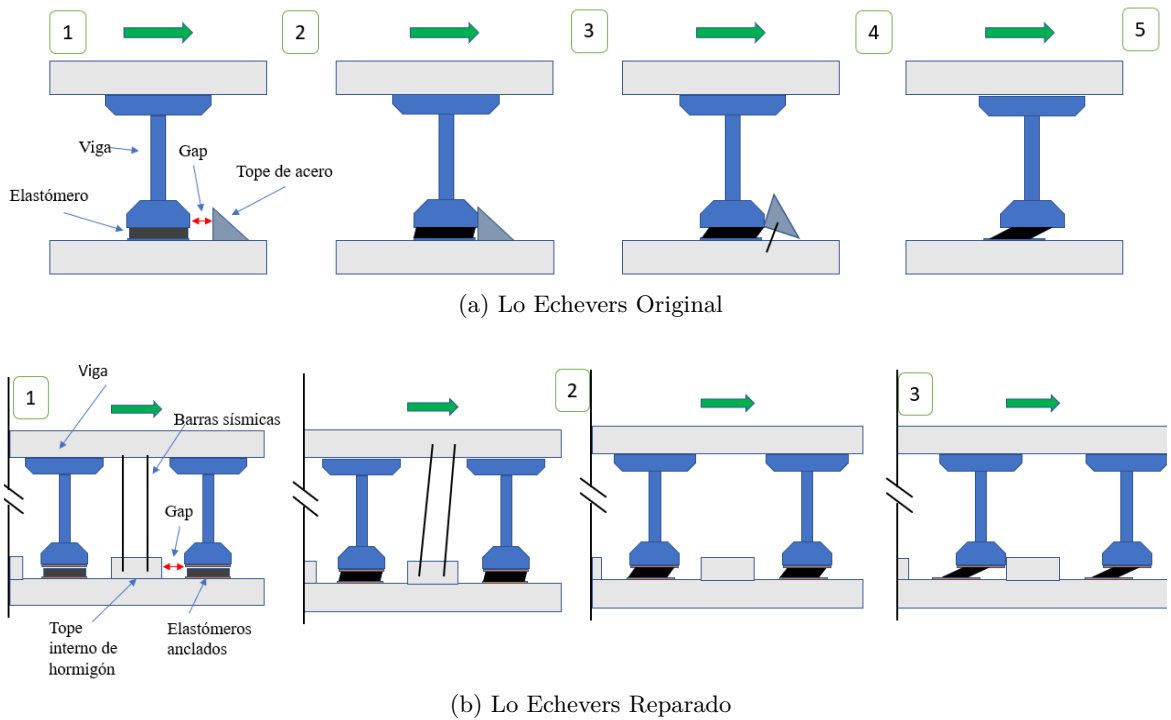 1
2
3
4
5
Viga
Gap
Tope de acero
Elastómero
(a) Lo Echevers Original
1
2
3
Viga
Barras sísmicas
Gap
Tope
interno de
hormigón
Elastómeros
anclados
(b) Lo Echevers Reparado